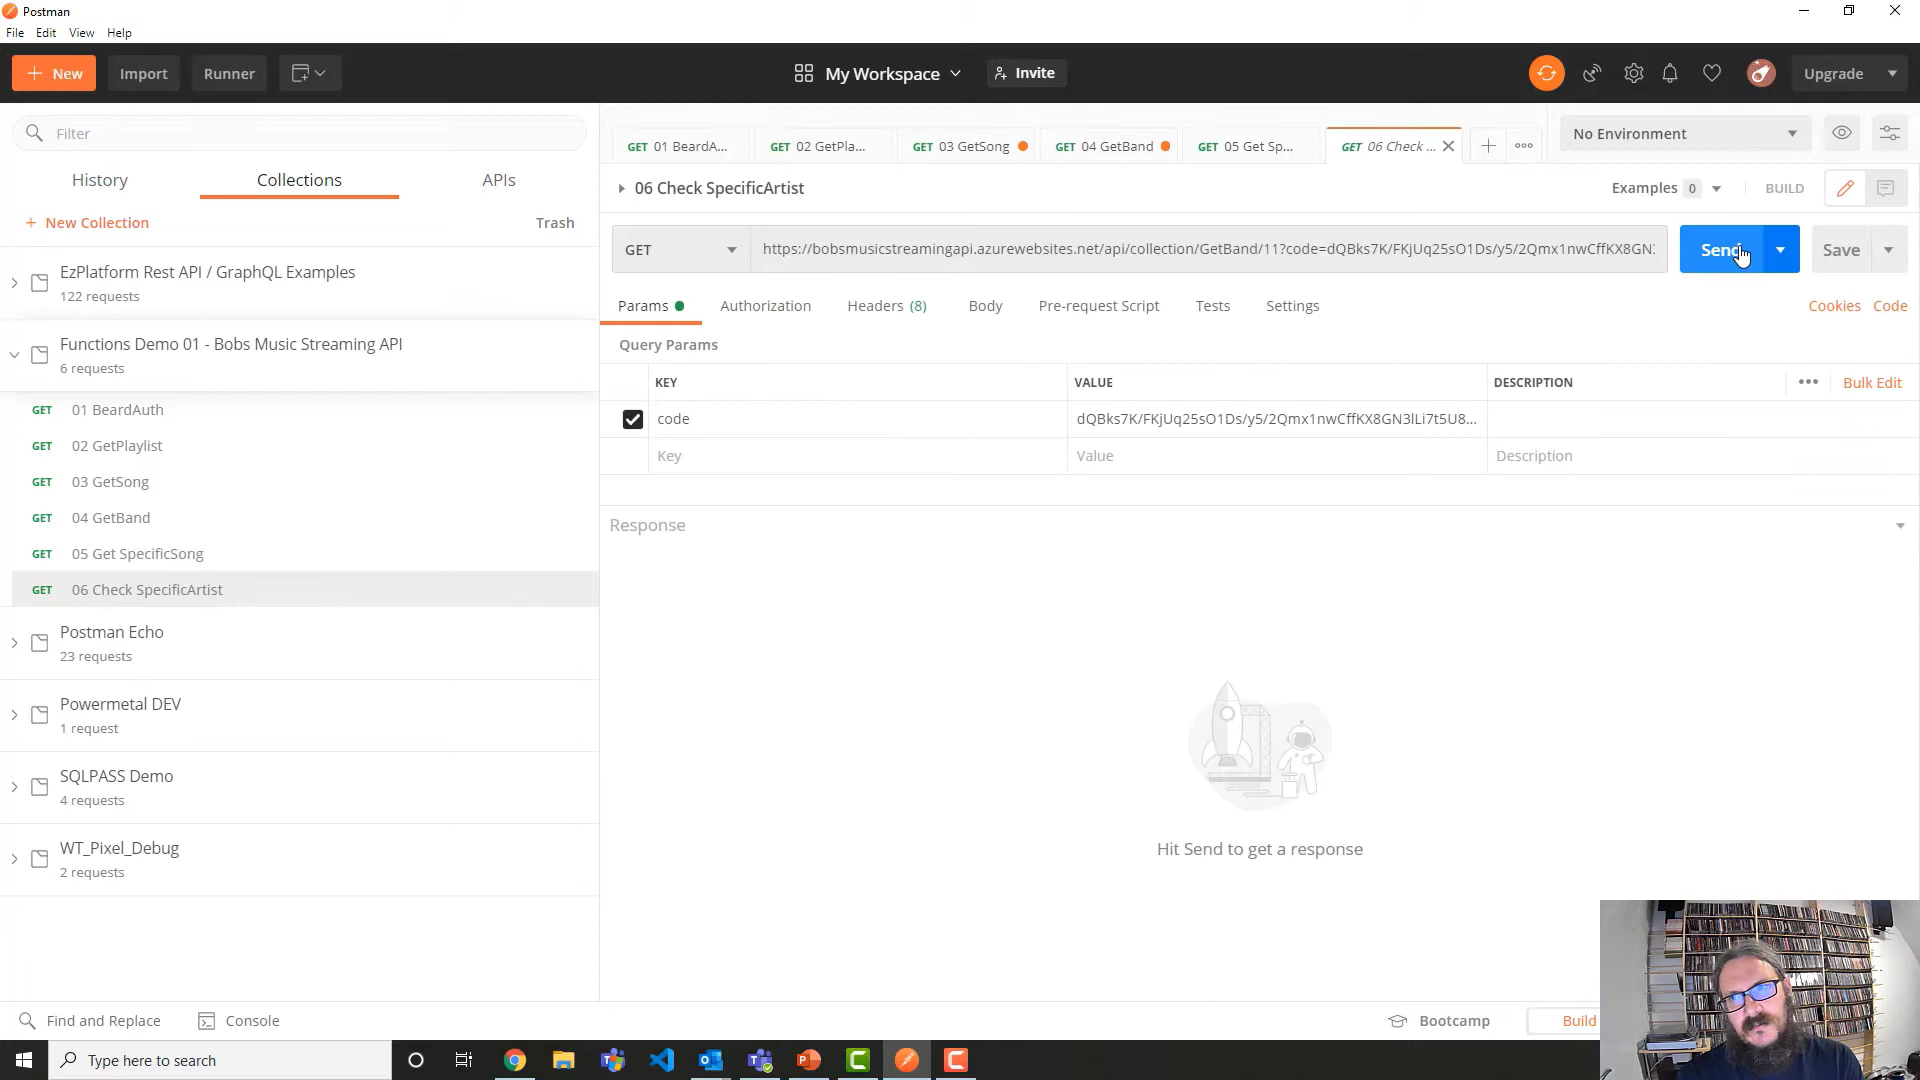 Postman
File Edit View Help
New Import Runner My Workspace Invite Upgrade
Filter
History Collections APIs
+ New Collection Trash
EzPlatform Rest API / GraphQL Examples
122 requests
Functions Demo 01 - Bobs Music Streaming API
6 requests
GET 01 BeardAuth
GET 02 GetPlaylist
GET 03 GetSong
GET 04 GetBand
GET 05 Get SpecificSong
GET 06 Check SpecificArtist
Postman Echo
23 requests
Powermetal DEV
1 request
SQLPASS Demo
4 requests
WT_Pixel_Debug
2 requests
GET 01 BeardA... GET 02 GetPla... GET 03 GetSong GET 04 GetBand GET 05 Get Sp... GET 06 Check ... No Environment
06 Check SpecificArtist Examples 0 BUILD
GET https://bobsmusicstreamingapi.azurewebsites.net/api/collection/GetBand/11?code=dQBks7K/FKjUq25sO1Ds/y5/2Qmx1nwCffKX8GN: Send Save
Params Authorization Headers (8) Body Pre-request Script Tests Settings Cookies Code
Query Params
KEY VALUE DESCRIPTION Bulk Edit
code dQBks7K/FKjUq25sO1Ds/y5/2Qmx1nwCffKX8GN3lLi7t5U8...
Key Value Description
Response
Hit Send to get a response
Find and Replace Console Bootcamp Build
Type here to search